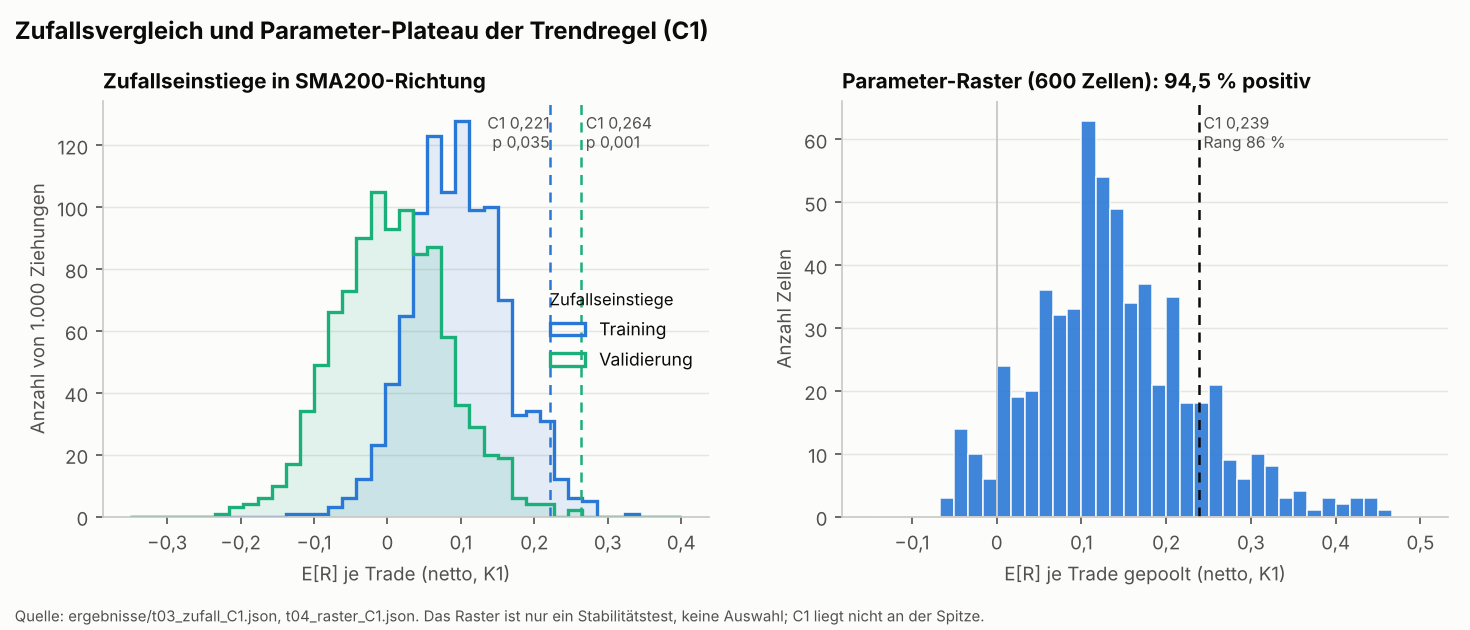 Zufallsvergleich und Parameter-Plateau der Trendregel (C1)
Zufallseinstiege in SMA200-Richtung
C1 0,221
p 0,035
C1 0,264
p 0,001
Anzahl von 1.000 Ziehungen
120
100
80
60
40
20
0
Zufallseinstiege
Training
Validierung
−0,3
−0,2
−0,1
0
0,1
0,2
0,3
0,4
E[R] je Trade (netto, K1)
Parameter-Raster (600 Zellen): 94,5 % positiv
C1 0,239
Rang 86 %
Anzahl Zellen
60
50
40
30
20
10
0
−0,1
0
0,1
0,2
0,3
0,4
0,5
E[R] je Trade gepoolt (netto, K1)
Quelle: ergebnisse/t03_zufall_C1.json, t04_raster_C1.json. Das Raster ist nur ein Stabilitätstest, keine Auswahl; C1 liegt nicht an der Spitze.